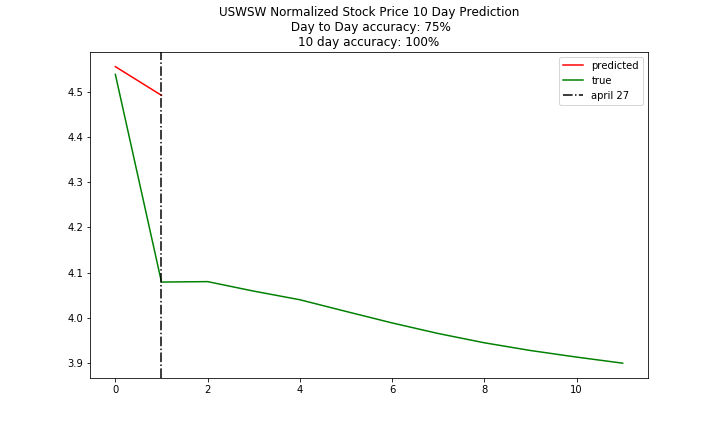 USWSW Normalized Stock Price 10 Day Prediction
Day to Day accuracy: 75%
10 day accuracy: 100%
predicted
true
april 27
4.5
4.4
4.3
4.2
4.1
4.0
3.9
0 2 4 6 8 10